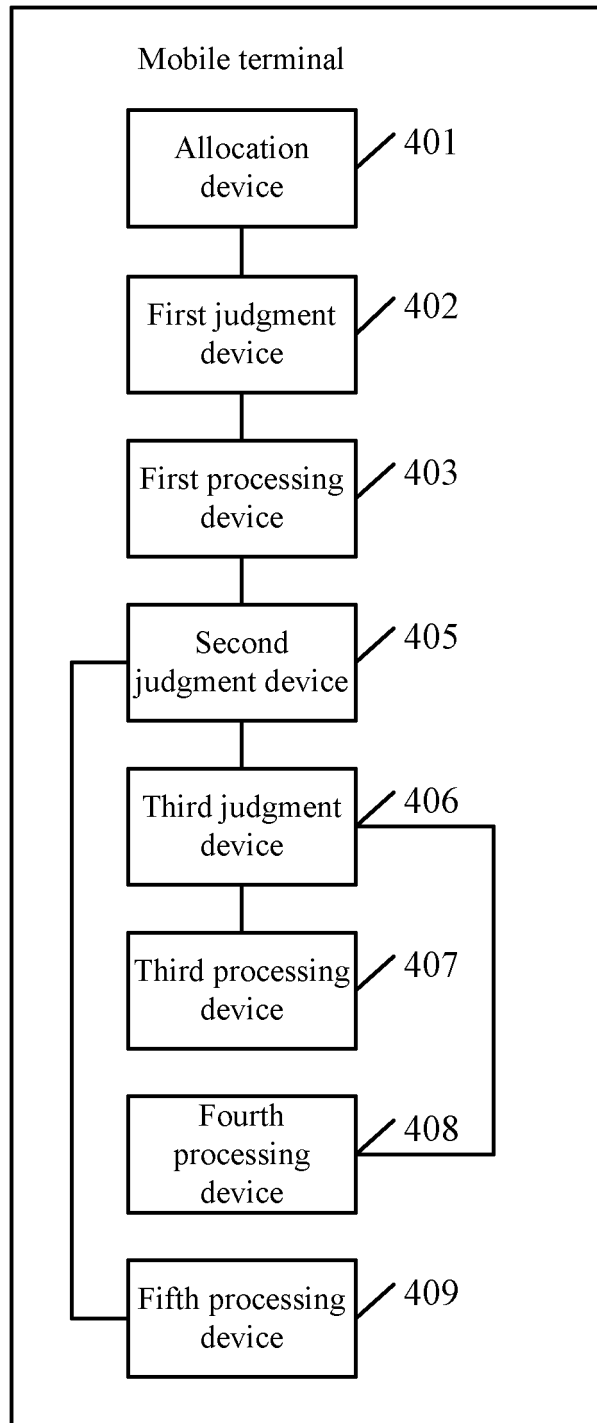 Mobile terminal
Allocation
device
401
First judgment
device
402
First processing
device
403
Second
judgment device
405
Third judgment
device
406
Third processing
device
407
Fourth
processing
device
408
Fifth processing
device
409